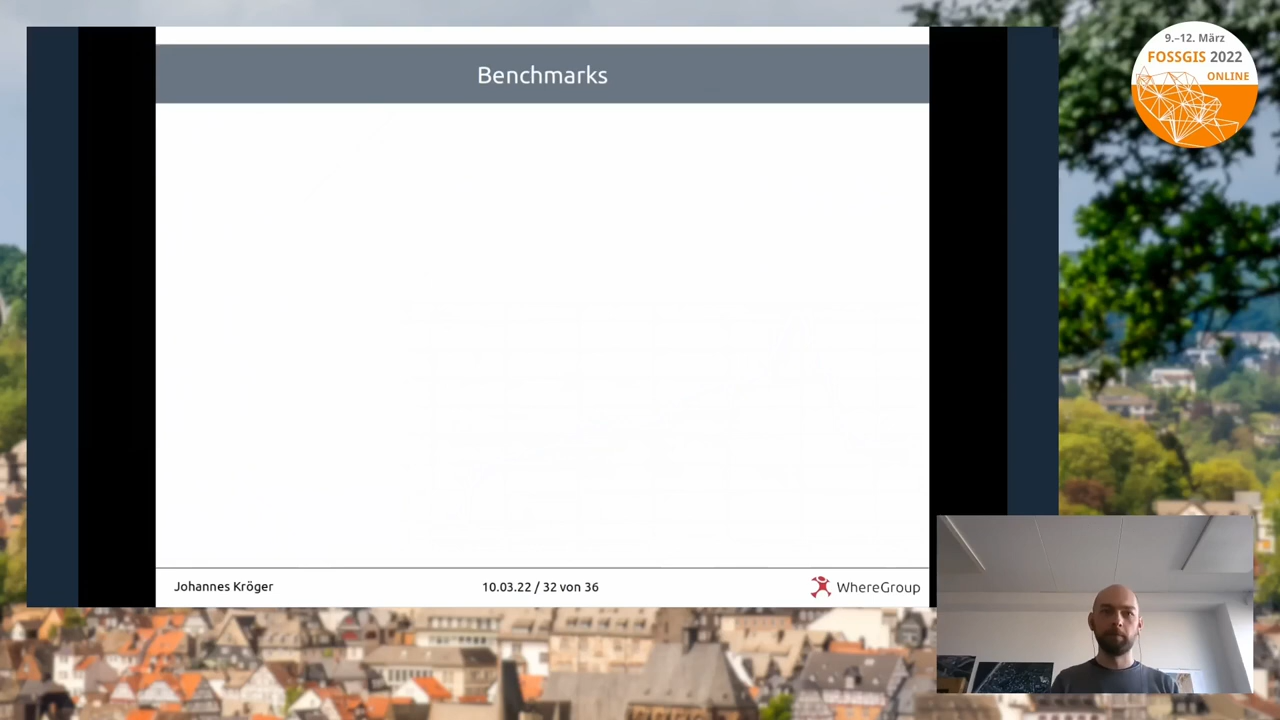 9.–12. März
FOSSGIS 2022
ONLINE
Benchmarks
Johannes Kröger
10.03.22 / 32 von 36
WhereGroup